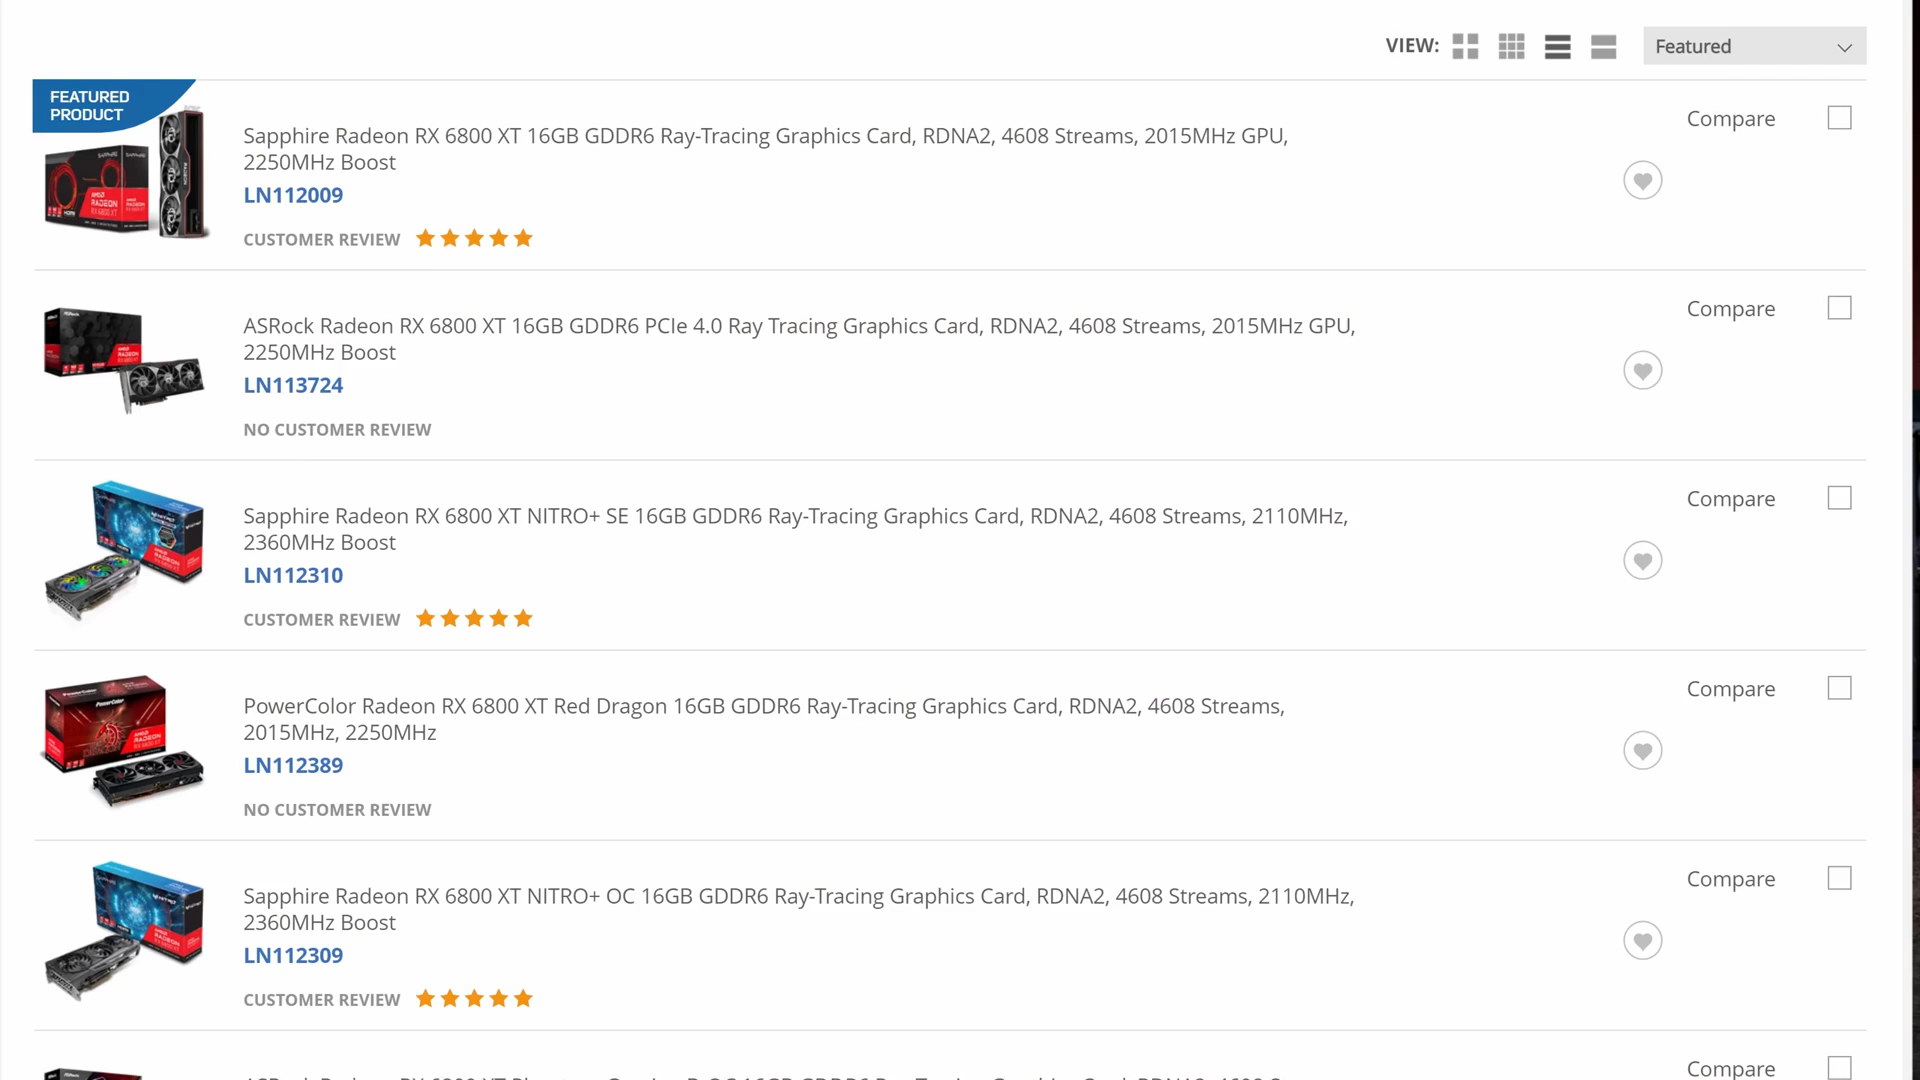 VIEW:
Featured
FEATURED
PRODUCT
Compare
Sapphire Radeon RX 6800 XT 16GB GDDR6 Ray-Tracing Graphics Card, RDNA2, 4608 Streams, 2015MHz GPU,
2250MHz Boost
LN112009
CUSTOMER REVIEW
Compare
ASRock Radeon RX 6800 XT 16GB GDDR6 PCIe 4.0 Ray Tracing Graphics Card, RDNA2, 4608 Streams, 2015MHz GPU,
2250MHz Boost
LN113724
NO CUSTOMER REVIEW
Compare
Sapphire Radeon RX 6800 XT NITRO+ SE 16GB GDDR6 Ray-Tracing Graphics Card, RDNA2, 4608 Streams, 2110MHz,
2360MHz Boost
LN112310
CUSTOMER REVIEW
Compare
PowerColor Radeon RX 6800 XT Red Dragon 16GB GDDR6 Ray-Tracing Graphics Card, RDNA2, 4608 Streams,
2015MHz, 2250MHz
LN112389
NO CUSTOMER REVIEW
Compare
Sapphire Radeon RX 6800 XT NITRO+ OC 16GB GDDR6 Ray-Tracing Graphics Card, RDNA2, 4608 Streams, 2110MHz,
2360MHz Boost
LN112309
CUSTOMER REVIEW
Compare